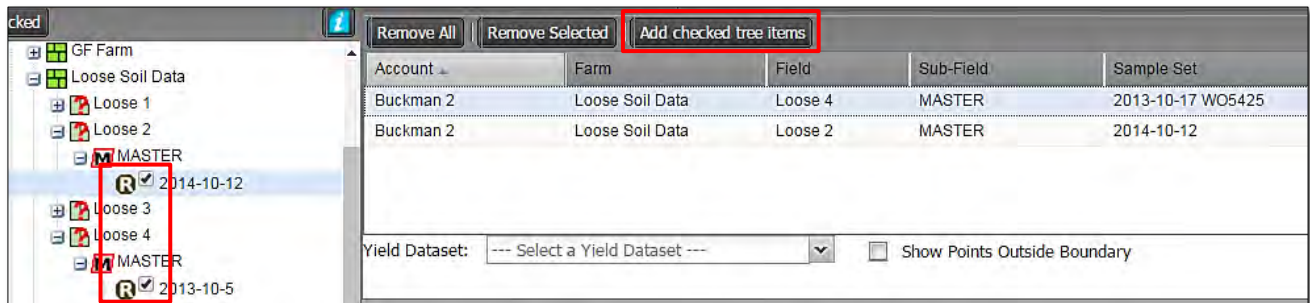 cked
i
Remove All
Remove Selected
Add checked tree items
GF Farm
Loose Soil Data
Loose 1
Loose 2
M MASTER
R 2014-10-12
Loose 3
Loose 4
M MASTER
R 2013-10-5
Account Farm Field Sub-Field Sample Set
Buckman 2 Loose Soil Data Loose 4 MASTER 2013-10-17 WO5425
Buckman 2 Loose Soil Data Loose 2 MASTER 2014-10-12
Yield Dataset: --- Select a Yield Dataset --- Show Points Outside Boundary